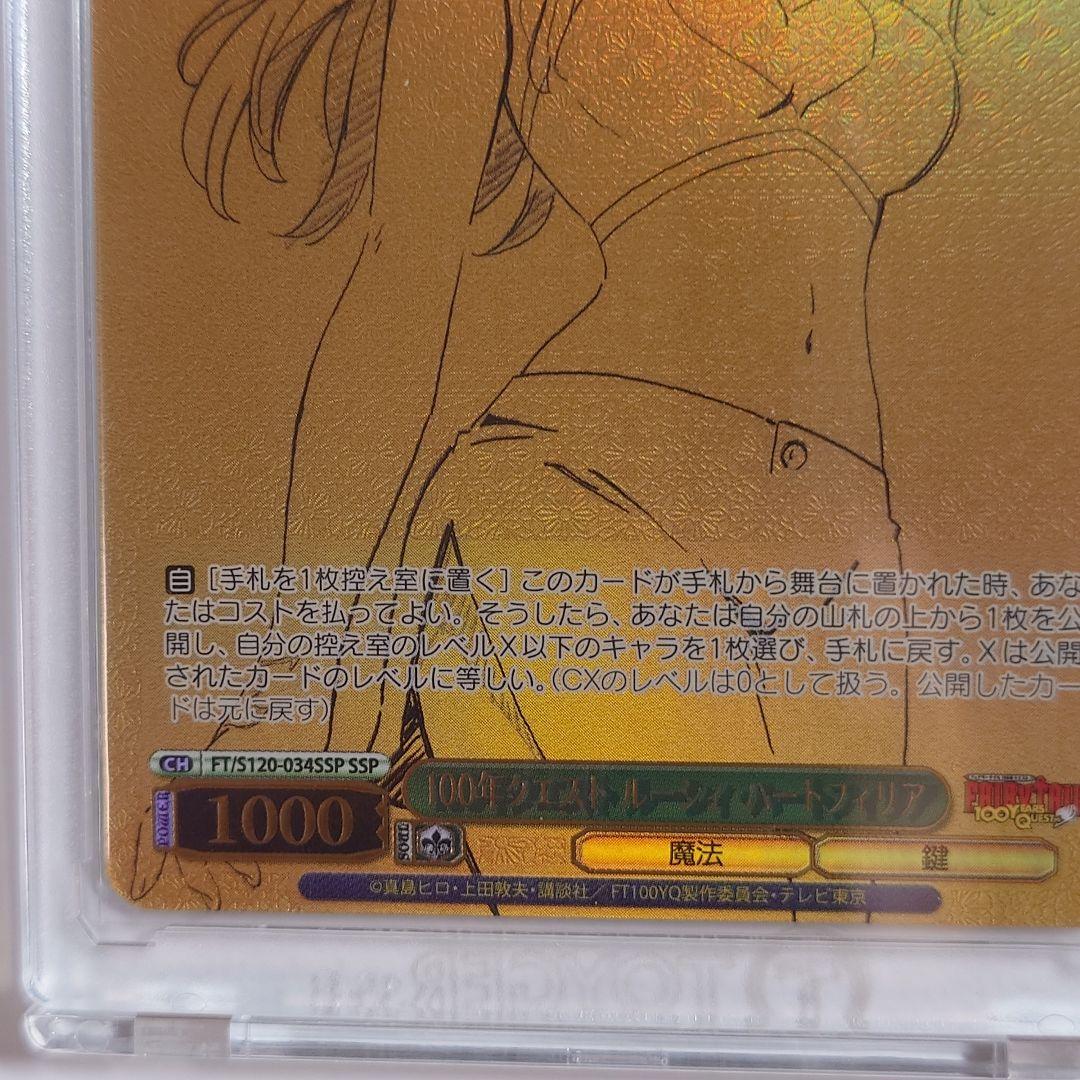 自 [手札を1枚控え室に置く] このカードが手札から舞台に置かれた時、あな
たはコストを払ってよい。そうしたら、あなたは自分の山札の上から1枚を公
開し、自分の控え室のレベルX以下のキャラを1枚選び、手札に戻す。Xは公開
されたカードのレベルに等しい。(CXのレベルは0として扱う。公開したカー
ドは元に戻す)
CH FT/S120-034SSP SSP
100年クエスト ルーシィ・ハートフィリア
FAIRY TAIL
100 YEARS QUEST
POWER 1000
SOUL
魔法 鍵
©真島ヒロ・上田敦夫・講談社/FT100YQ製作委員会・テレビ東京